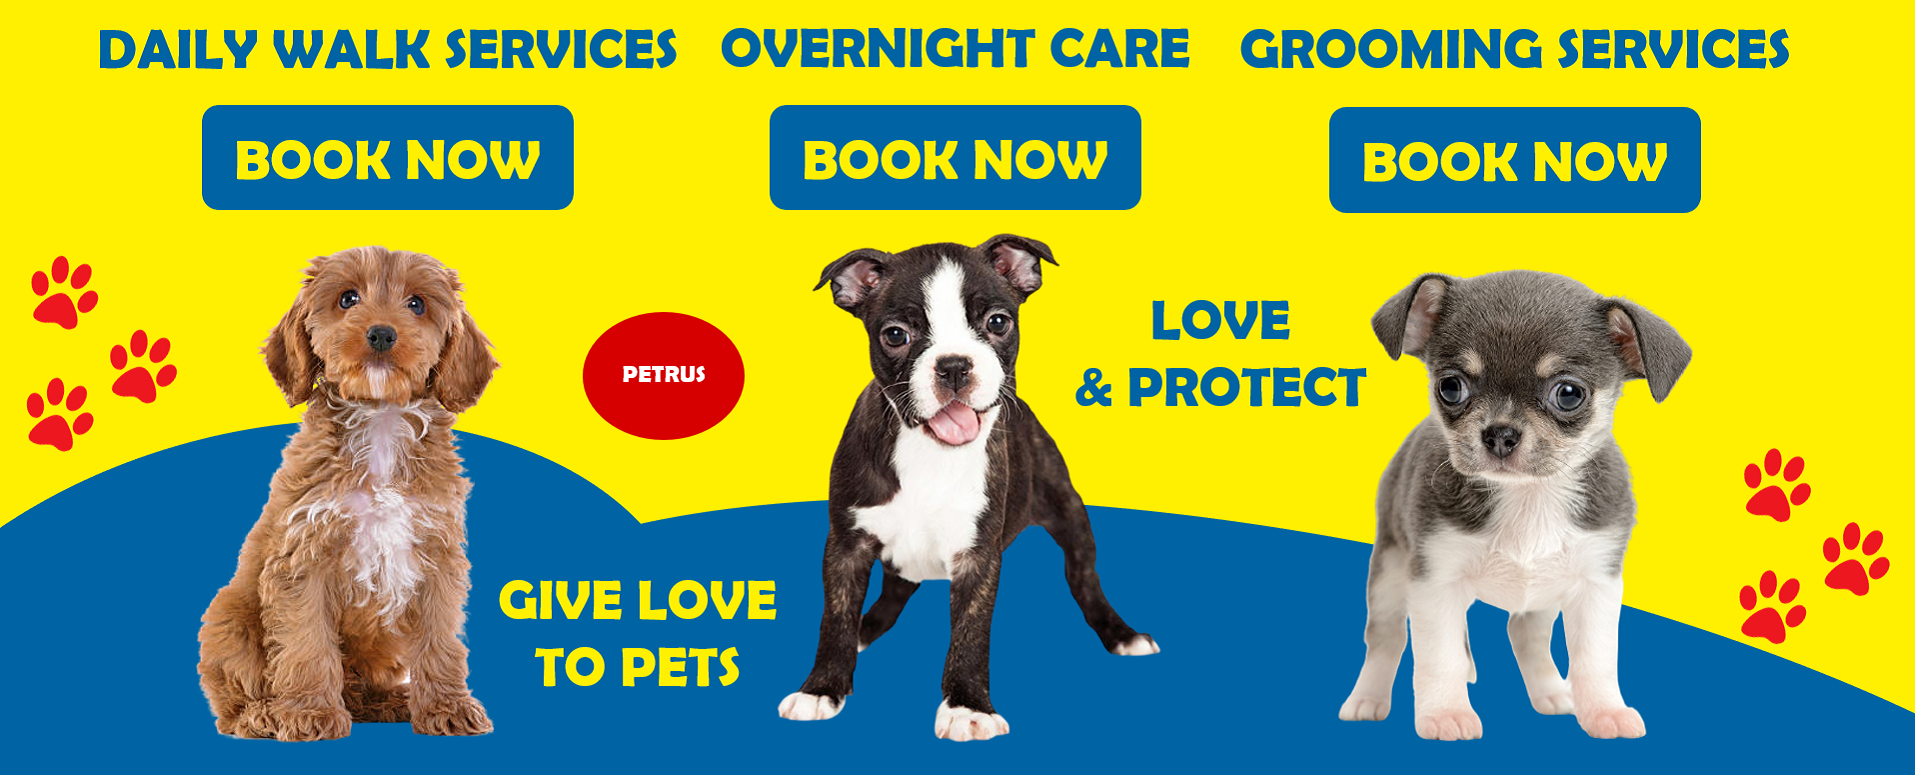 DAILY WALK SERVICES
OVERNIGHT CARE
GROOMING SERVICES
BOOK NOW
BOOK NOW
BOOK NOW
PETRUS
LOVE
& PROTECT
GIVE LOVE
TO PETS